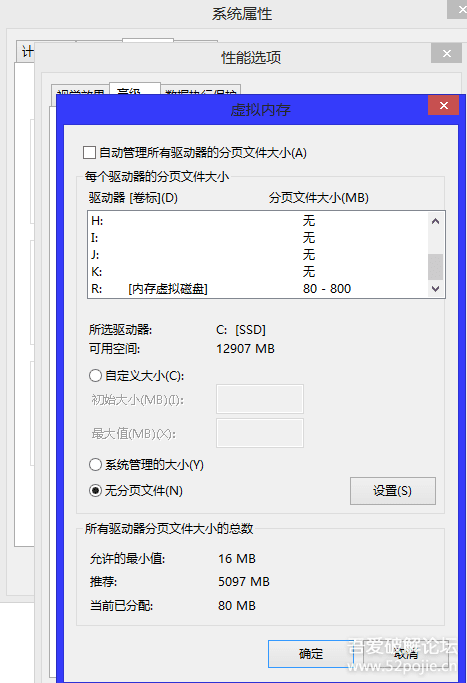 系统属性
计
性能选项
视觉效果 高级 数据执行保护
虚拟内存
自动管理所有驱动器的分页文件大小(A)
每个驱动器的分页文件大小
驱动器 [卷标](D) 分页文件大小(MB)
H: 无
I: 无
J: 无
K: 无
R: [内存虚拟磁盘] 80 - 800
所选驱动器: C: [SSD]
可用空间: 12907 MB
自定义大小(C):
初始大小(MB)(I):
最大值(MB)(X):
系统管理的大小(Y)
无分页文件(N) 设置(S)
所有驱动器分页文件大小的总数
允许的最小值: 16 MB
推荐: 5097 MB
当前已分配: 80 MB
确定 取消
吾爱破解论坛
www.52pojie.cn